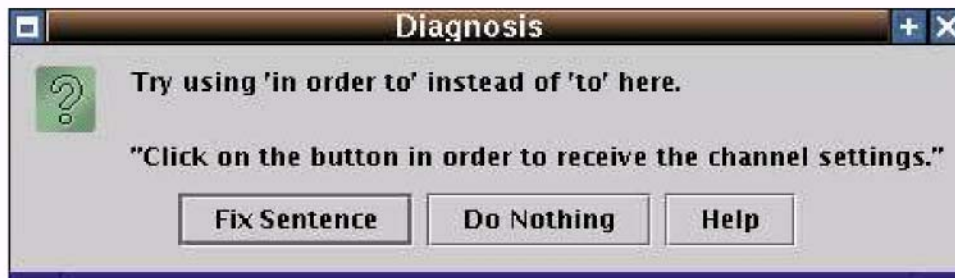 Diagnosis
Try using 'in order to' instead of 'to' here.
"Click on the button in order to receive the channel settings."
Fix Sentence Do Nothing Help